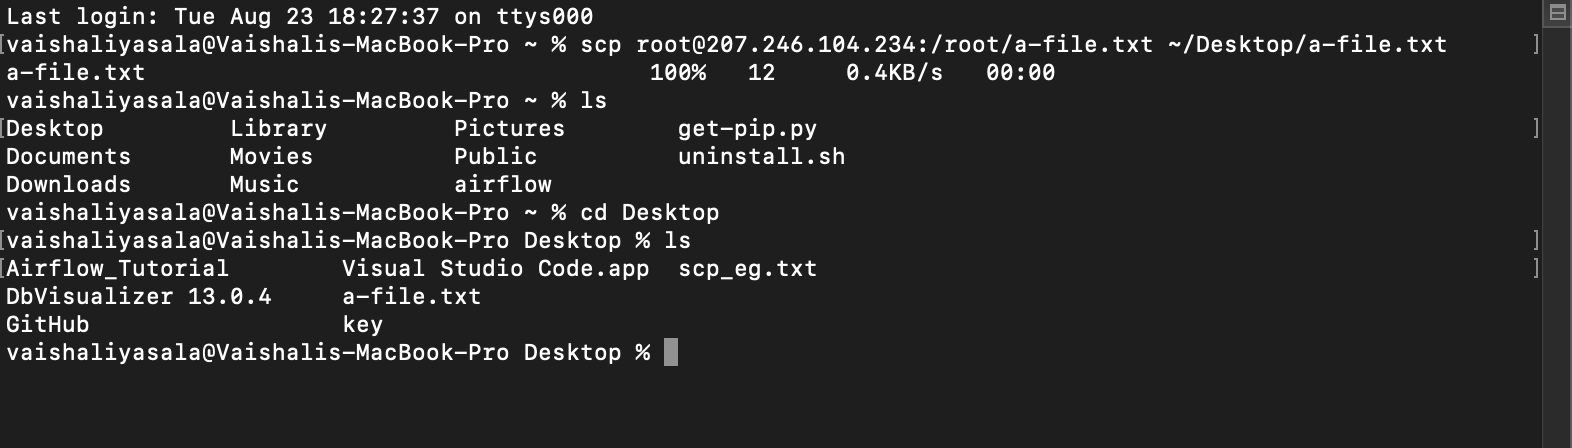 Last login: Tue Aug 23 18:27:37 on ttys000
[vaishaliyasala@Vaishalis-MacBook-Pro ~ % scp root@207.246.104.234:/root/a-file.txt ~/Desktop/a-file.txt ]
a-file.txt 100% 12 0.4KB/s 00:00
vaishaliyasala@Vaishalis-MacBook-Pro ~ % ls
[Desktop Library Pictures get-pip.py ]
Documents Movies Public uninstall.sh
Downloads Music airflow
vaishaliyasala@Vaishalis-MacBook-Pro ~ % cd Desktop
[vaishaliyasala@Vaishalis-MacBook-Pro Desktop % ls ]
[Airflow_Tutorial Visual Studio Code.app scp_eg.txt ]
DbVisualizer 13.0.4 a-file.txt
GitHub key
vaishaliyasala@Vaishalis-MacBook-Pro Desktop %